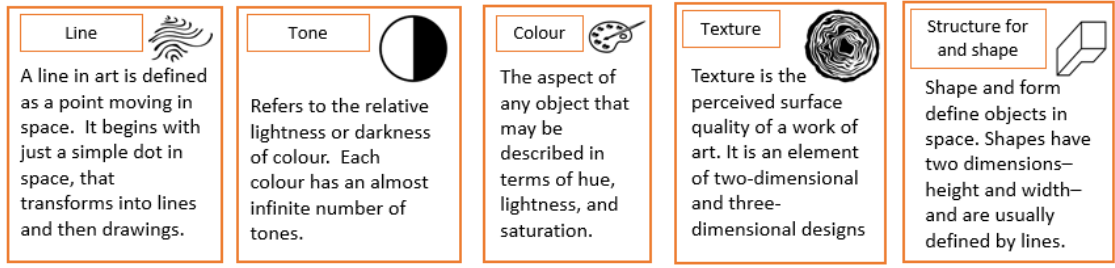 Line
A line in art is defined
as a point moving in
space.  It begins with
just a simple dot in
space, that
transforms into lines
and then drawings.
Tone
Refers to the relative
lightness or darkness
of colour.  Each
colour has an almost
infinite number of
tones.
Colour
The aspect of
any object that
may be
described in
terms of hue,
lightness, and
saturation.
Texture
Texture is the
perceived surface
quality of a work of
art. It is an element
of two-dimensional
and three-
dimensional designs
Structure for
and shape
Shape and form
define objects in
space. Shapes have
two dimensions–
height and width–
and are usually
defined by lines.